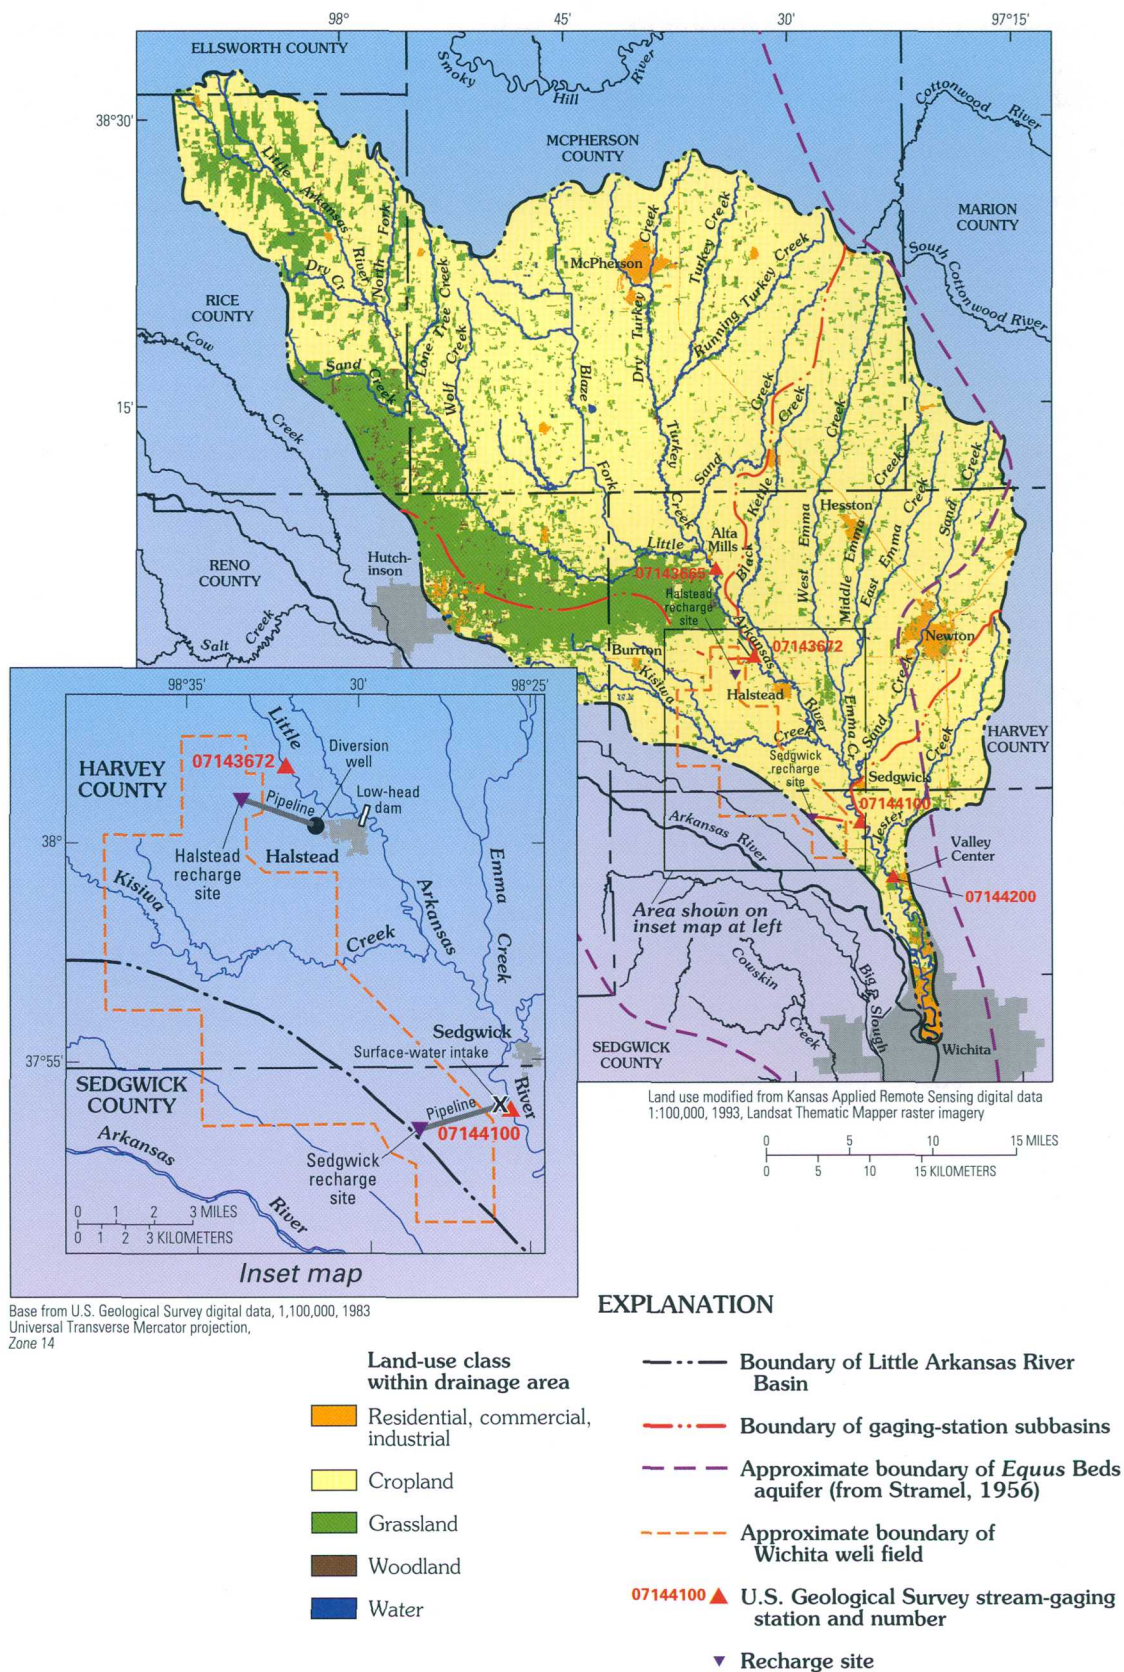 98°
45'
30'
97°15'
ELLSWORTH COUNTY
Smoky
Hill
River
38°30'
MCPHERSON
COUNTY
Cottonwood
River
MARION
COUNTY
South Cottonwood River
Little
Arkansas
River
North
Fork
Dry Cr
RICE
COUNTY
Cow
Creek
Lone Tree Creek
Wolf Creek
Sand
Creek
Blaze
Fork
McPherson
Dry Turkey Creek
Turkey Creek
Running Turkey Creek
Turkey
Creek
Sand
Creek
Black
Kettle
Creek
15'
West Emma Creek
Middle Emma Creek
East Emma Creek
Sand Creek
Hesston
Alta
Mills
Little
07143665
Halstead
recharge
site
Arkansas
River
07143672
Hutch-
inson
RENO
COUNTY
Salt
Creek
Burrton
Kisiwa
Creek
Halstead
Newton
Emma Cr
Sand Creek
HARVEY
COUNTY
Sedgwick
recharge
site
Sedgwick
07144100
Creek
Jester
Arkansas River
Valley
Center
07144200
Area shown on
inset map at left
Cowskin
Creek
Big Slough
SEDGWICK
COUNTY
Wichita
98°35'
30'
98°25'
Little
07143672
Diversion
well
HARVEY
COUNTY
Pipeline
Low-head
dam
38°
Halstead
recharge
site
Halstead
Kisiwa
Creek
Arkansas
Emma
Creek
Sedgwick
Surface-water intake
37°55'
SEDGWICK
COUNTY
Pipeline
X
River
07144100
Arkansas
River
Sedgwick
recharge
site
0 1 2 3 MILES
0 1 2 3 KILOMETERS
Inset map
Land use modified from Kansas Applied Remote Sensing digital data
1:100,000, 1993, Landsat Thematic Mapper raster imagery
0 5 10 15 MILES
0 5 10 15 KILOMETERS
Base from U.S. Geological Survey digital data, 1,100,000, 1983
Universal Transverse Mercator projection,
Zone 14
EXPLANATION
Land-use class
within drainage area
Residential, commercial,
industrial
Cropland
Grassland
Woodland
Water
Boundary of Little Arkansas River
Basin
Boundary of gaging-station subbasins
Approximate boundary of Equus Beds
aquifer (from Stramel, 1956)
Approximate boundary of
Wichita well field
07144100 U.S. Geological Survey stream-gaging
station and number
Recharge site